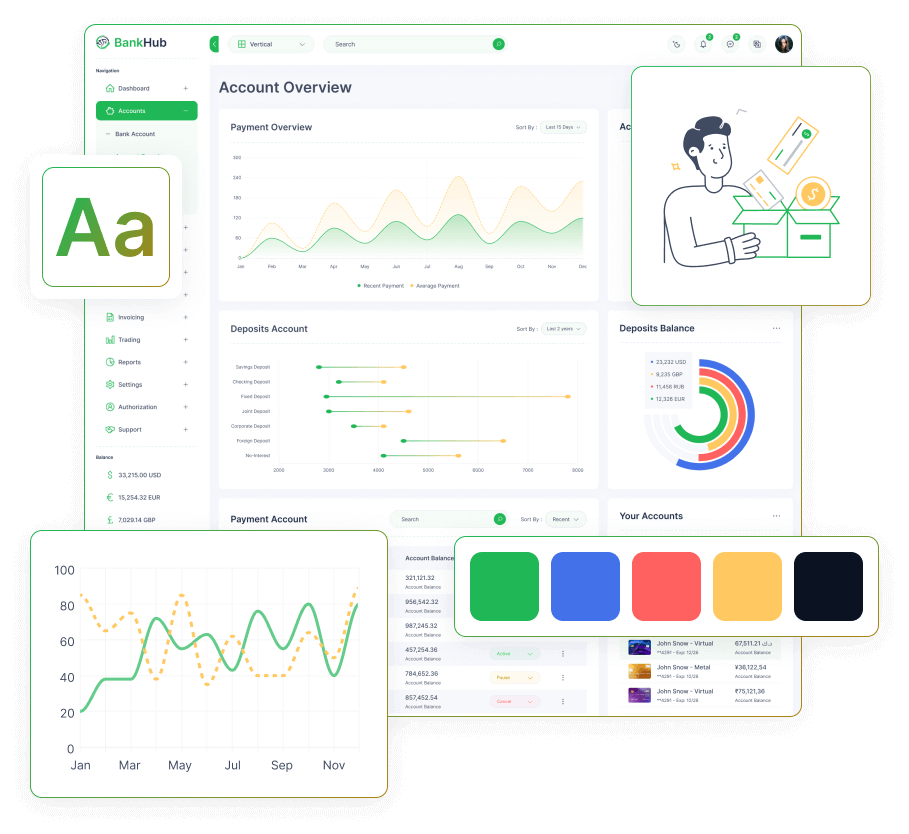 BankHub
Vertical
Search
2
3
Navigation
Dashboard +
Accounts −
Bank Account
Account Overview
Payment Overview
Sort By : Last 15 Days
300
240
180
120
60
0
Jan Feb Mar Apr May Jun Jul Aug Sep Oct Nov Dec
Recent Payment Average Payment
Ac
Aa
Invoicing +
Trading +
Reports +
Settings +
Authorization +
Support +
Balance
$ 33,215.00 USD
€ 15,254.32 EUR
£ 7,029.14 GBP
Deposits Account
Sort By : Last 2 years
Savings Deposit
Checking Deposit
Fixed Deposit
Joint Deposit
Corporate Deposit
Foreign Deposit
No-Interest
2000 3000 4000 5000 6000 7000 8000
Deposits Balance
23,232 USD
9,235 GBP
11,456 RUB
12,328 EUR
Payment Account
Search
Sort By : Recent
Account Balance
321,121.32
Account Balance
956,542.32
Account Balance
987,245.32
Account Balance
457,254.36
Account Balance
Active
784,652.36
Account Balance
Pause
857,452.54
Account Balance
Cancel
Your Accounts
John Snow - Virtual
**4291 - Exp: 12/26
67,511.21 د.ك
Account Balance
John Snow - Metal
**4291 - Exp: 12/26
¥36,122,54
Account Balance
John Snow - Virtual
**4291 - Exp: 12/26
₹75,121,36
Account Balance
100
80
60
40
20
0
Jan Mar May Jul Sep Nov